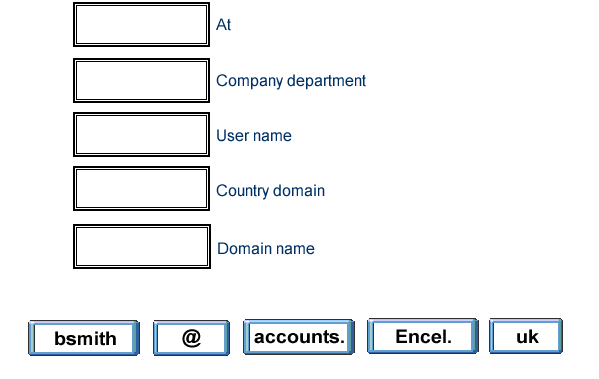 At
Company department
User name
Country domain
Domain name
bsmith @ accounts. Encel. uk